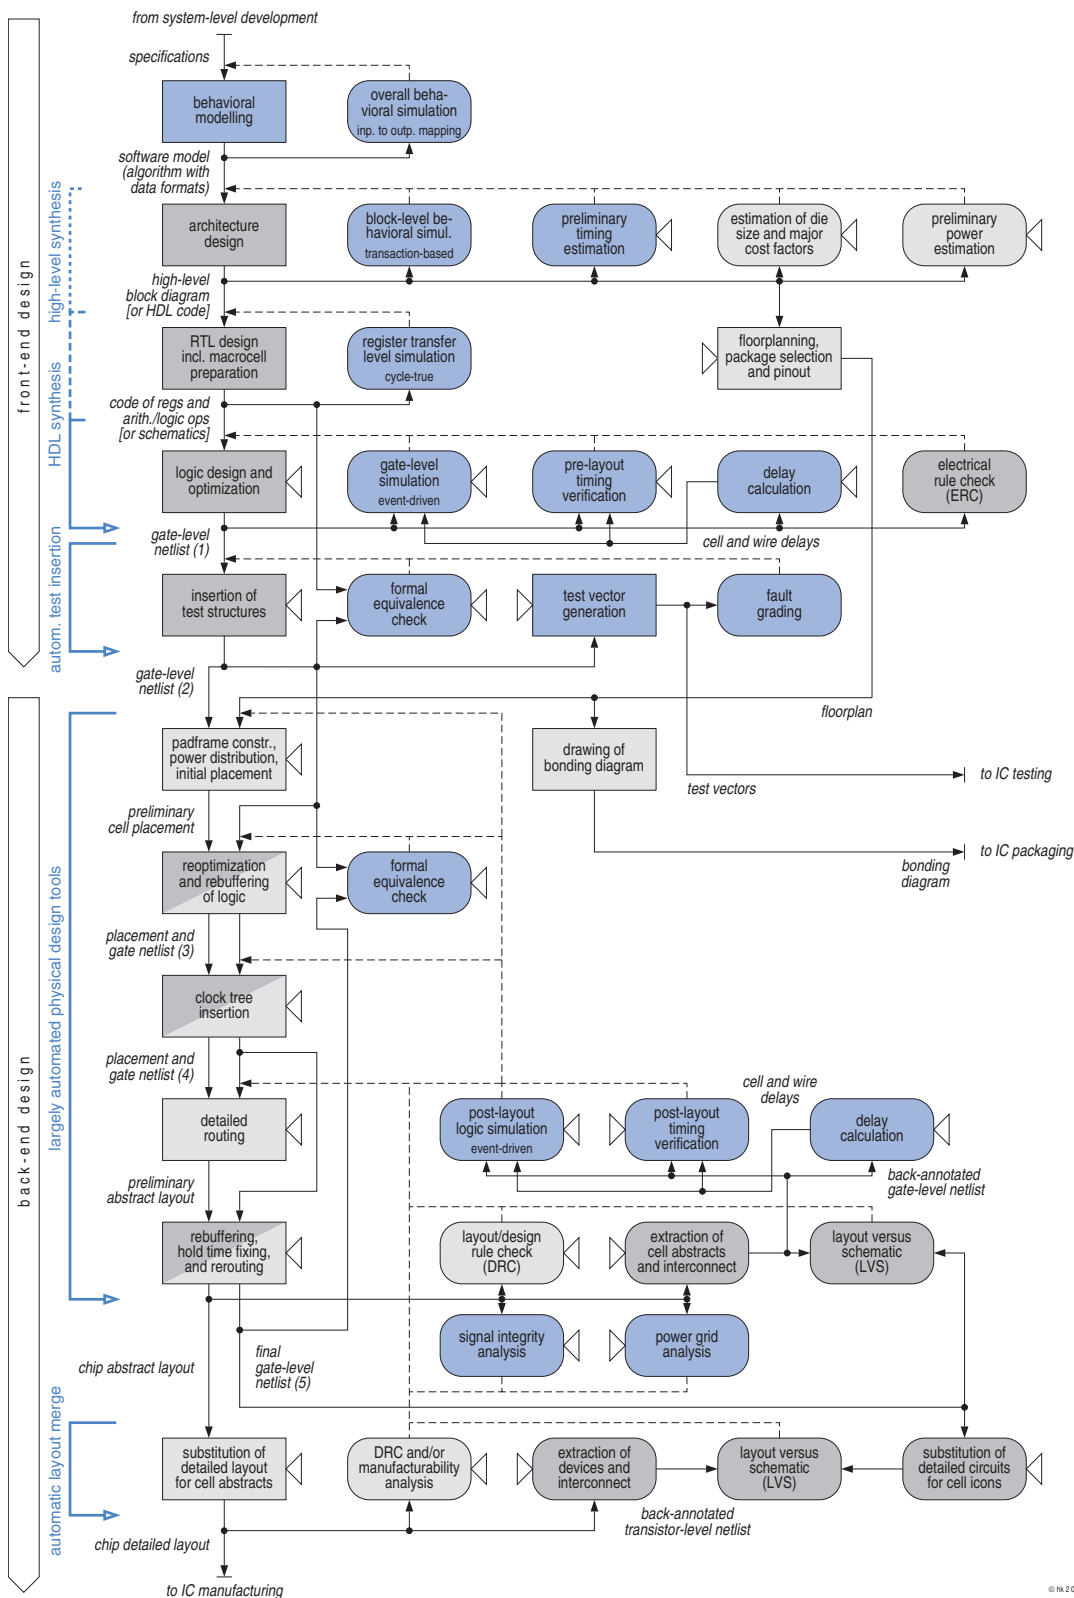 from system-level development
specifications
behavioral
modelling
overall beha-
vioral simulation
inp. to outp. mapping
software model
(algorithm with
data formats)
architecture
design
block-level be-
havioral simul.
transaction-based
preliminary
timing
estimation
estimation of die
size and major
cost factors
preliminary
power
estimation
high-level
block diagram
[or HDL code]
RTL design
incl. macrocell
preparation
register transfer
level simulation
cycle-true
floorplanning,
package selection
and pinout
code of regs and
arith./logic ops
[or schematics]
logic design and
optimization
gate-level
simulation
event-driven
pre-layout
timing
verification
delay
calculation
electrical
rule check
(ERC)
gate-level
netlist (1)
cell and wire delays
insertion of
test structures
formal
equivalence
check
test vector
generation
fault
grading
gate-level
netlist (2)
floorplan
padframe constr.,
power distribution,
initial placement
drawing of
bonding diagram
test vectors
to IC testing
preliminary
cell placement
to IC packaging
bonding
diagram
reoptimization
and rebuffering
of logic
formal
equivalence
check
placement and
gate netlist (3)
clock tree
insertion
placement and
gate netlist (4)
cell and wire
delays
detailed
routing
post-layout
logic simulation
event-driven
post-layout
timing
verification
delay
calculation
preliminary
abstract layout
back-annotated
gate-level netlist
rebuffering,
hold time fixing,
and rerouting
layout/design
rule check
(DRC)
extraction of
cell abstracts
and interconnect
layout versus
schematic
(LVS)
signal integrity
analysis
power grid
analysis
chip abstract layout
final
gate-level
netlist (5)
substitution of
detailed layout
for cell abstracts
DRC and/or
manufacturability
analysis
extraction of
devices and
interconnect
layout versus
schematic
(LVS)
substitution of
detailed circuits
for cell icons
back-annotated
transistor-level netlist
chip detailed layout
to IC manufacturing
front-end design
back-end design
high-level synthesis
HDL synthesis
autom. test insertion
largely automated physical design tools
automatic layout merge
© hk 2 0